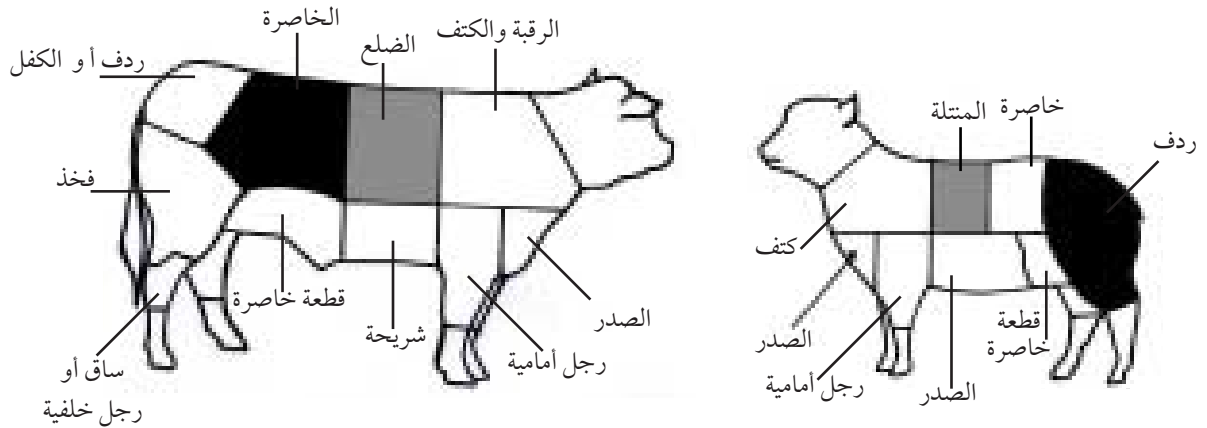 الرقبة والكتف
الخاصرة
الضلع
ردف أو الكفل
فخذ
قطعة خاصرة
شريحة
الصدر
رجل أمامية
ساق أو
رجل خلفية
خاصرة
المنتلة
ردف
كتف
الصدر
رجل أمامية
الصدر
قطعة
خاصرة